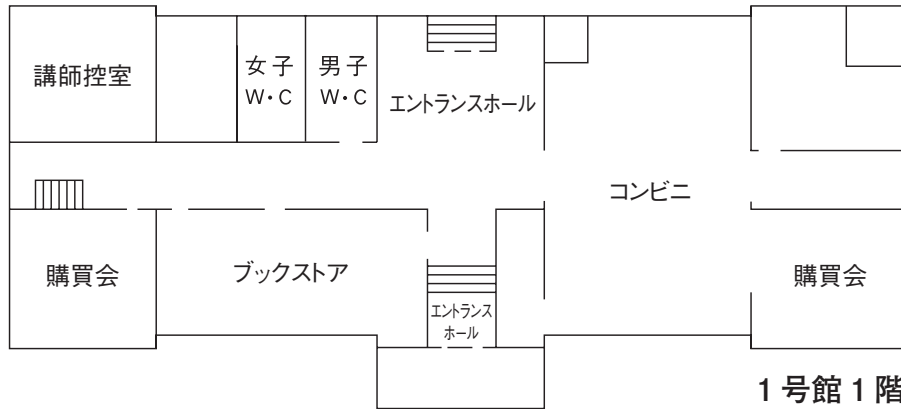 講師控室
女子
W・C
男子
W・C
エントランスホール
コンビニ
購買会
ブックストア
エントランス
ホール
購買会
1号館1階